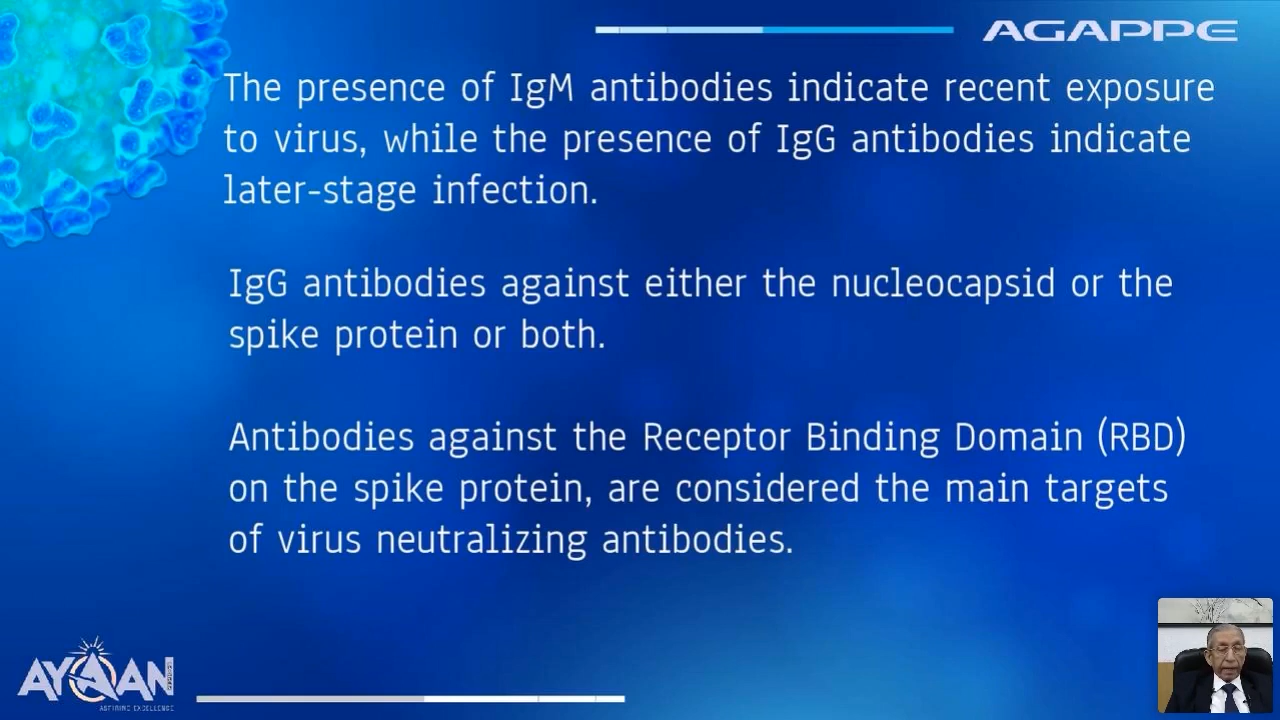 AGAPPE
The presence of IgM antibodies indicate recent exposure
to virus, while the presence of IgG antibodies indicate
later-stage infection.
IgG antibodies against either the nucleocapsid or the
spike protein or both.
Antibodies against the Receptor Binding Domain (RBD)
on the spike protein, are considered the main targets
of virus neutralizing antibodies.
AYAAN
ASPIRING EXCELLENCE